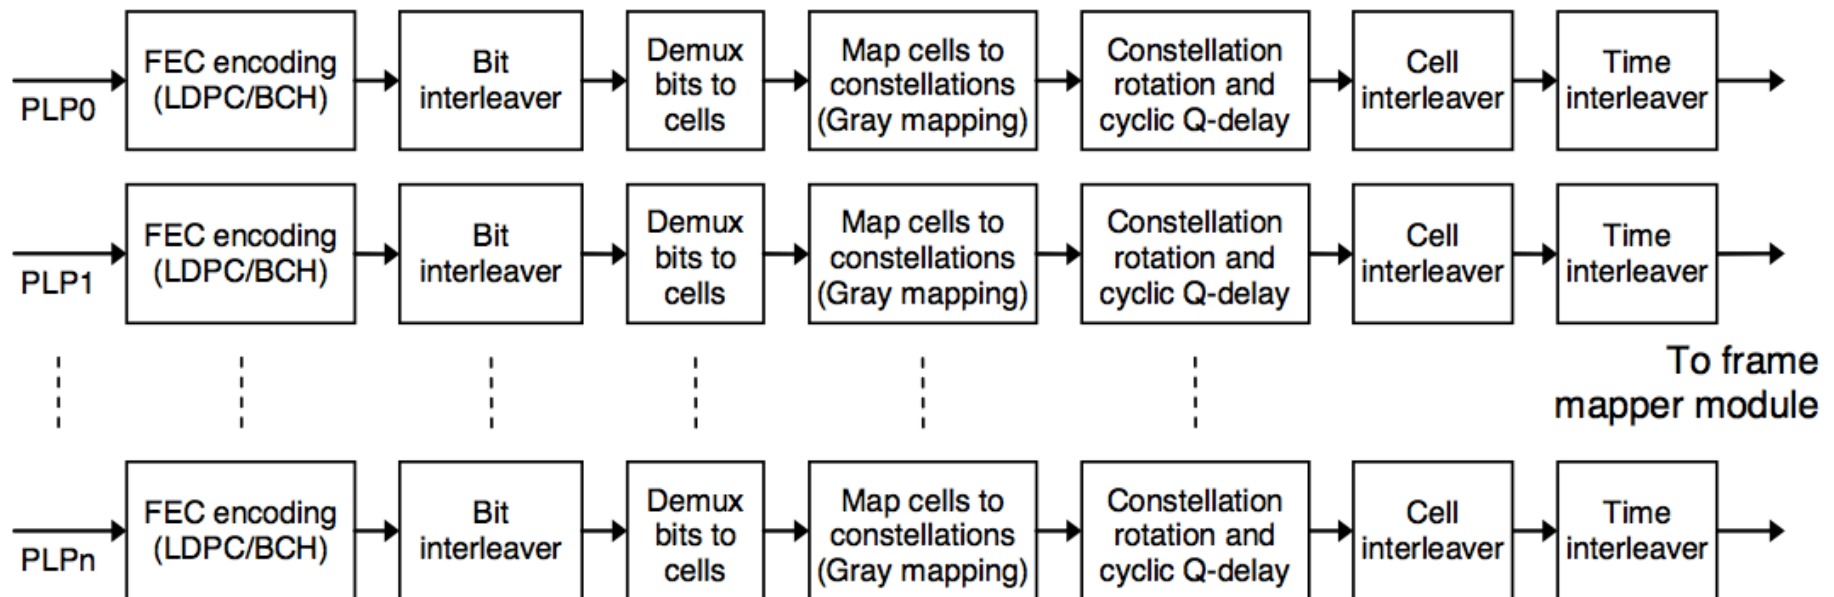 FEC encoding
(LDPC/BCH)
Bit
interleaver
Demux
bits to
cells
Map cells to
constellations
(Gray mapping)
Constellation
rotation and
cyclic Q-delay
Cell
interleaver
Time
interleaver
PLP0
FEC encoding
(LDPC/BCH)
Bit
interleaver
Demux
bits to
cells
Map cells to
constellations
(Gray mapping)
Constellation
rotation and
cyclic Q-delay
Cell
interleaver
Time
interleaver
PLP1
To frame
mapper module
FEC encoding
(LDPC/BCH)
Bit
interleaver
Demux
bits to
cells
Map cells to
constellations
(Gray mapping)
Constellation
rotation and
cyclic Q-delay
Cell
interleaver
Time
interleaver
PLPn